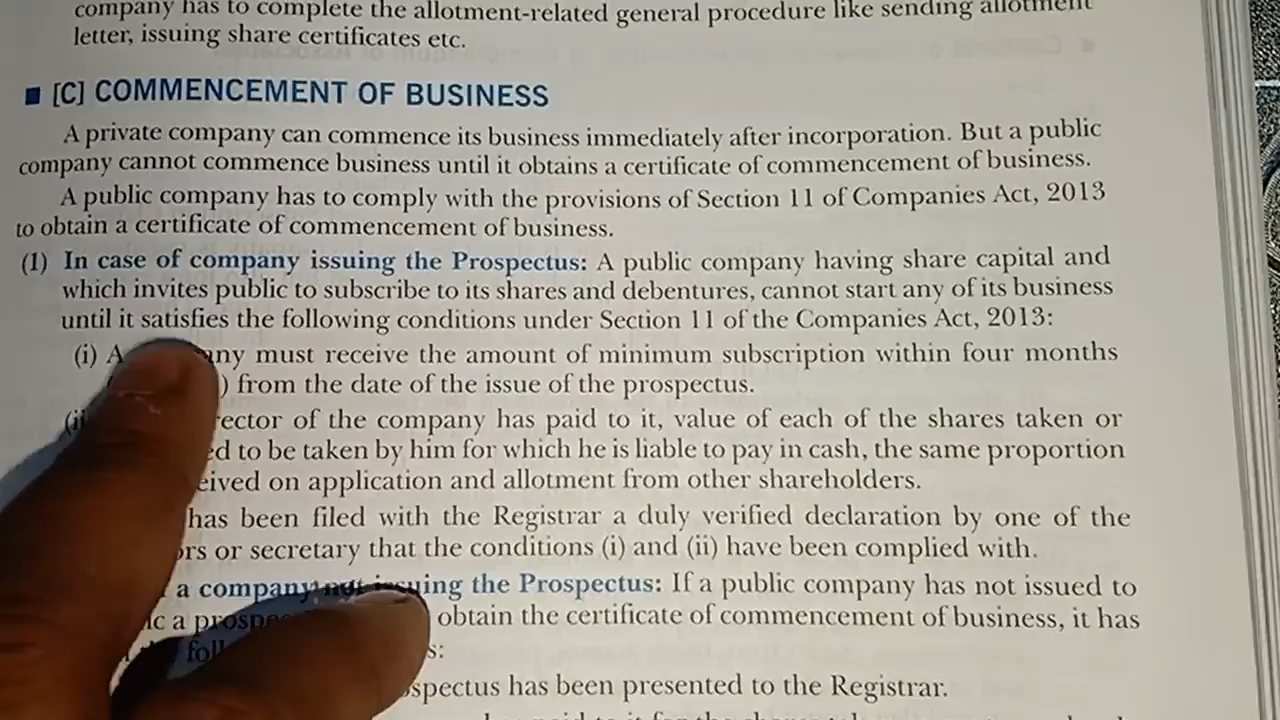 company has to complete the allotment-related general procedure like sending allotment
letter, issuing share certificates etc.
[C] COMMENCEMENT OF BUSINESS
A private company can commence its business immediately after incorporation. But a public
company cannot commence business until it obtains a certificate of commencement of business.
A public company has to comply with the provisions of Section 11 of Companies Act, 2013
to obtain a certificate of commencement of business.
(1) In case of company issuing the Prospectus: A public company having share capital and
which invites public to subscribe to its shares and debentures, cannot start any of its business
until it satisfies the following conditions under Section 11 of the Companies Act, 2013:
(i) must receive the amount of minimum subscription within four months
) from the date of the issue of the prospectus.
of the company has paid to it, value of each of the shares taken or
to be taken by him for which he is liable to pay in cash, the same proportion
on application and allotment from other shareholders.
has been filed with the Registrar a duly verified declaration by one of the
or secretary that the conditions (i) and (ii) have been complied with.
a company not issuing the Prospectus: If a public company has not issued to
a obtain the certificate of commencement of business, it has
has been presented to the Registrar.